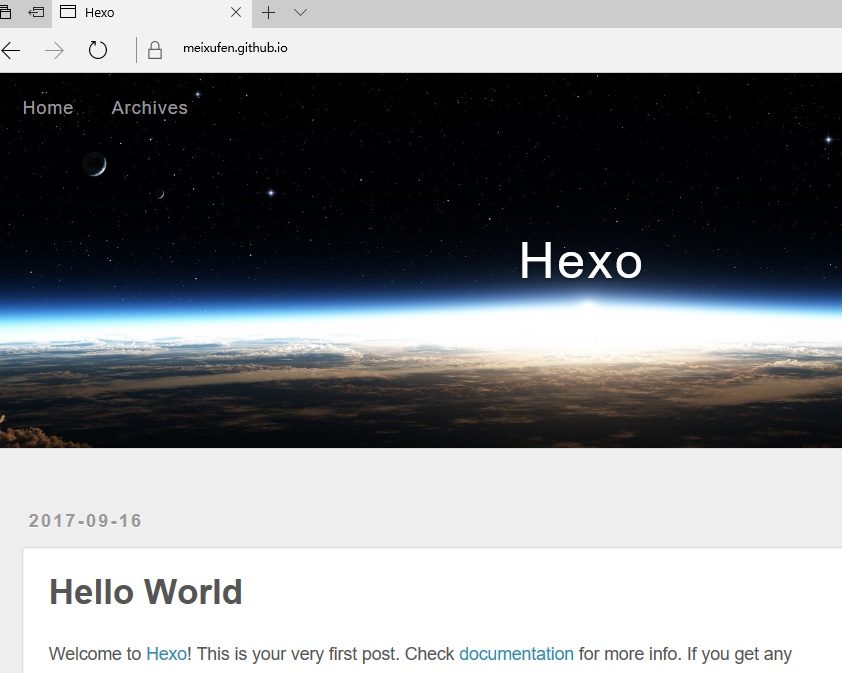 Hexo
meixufen.github.io
Home Archives
Hexo
2017-09-16
Hello World
Welcome to Hexo! This is your very first post. Check documentation for more info. If you get any